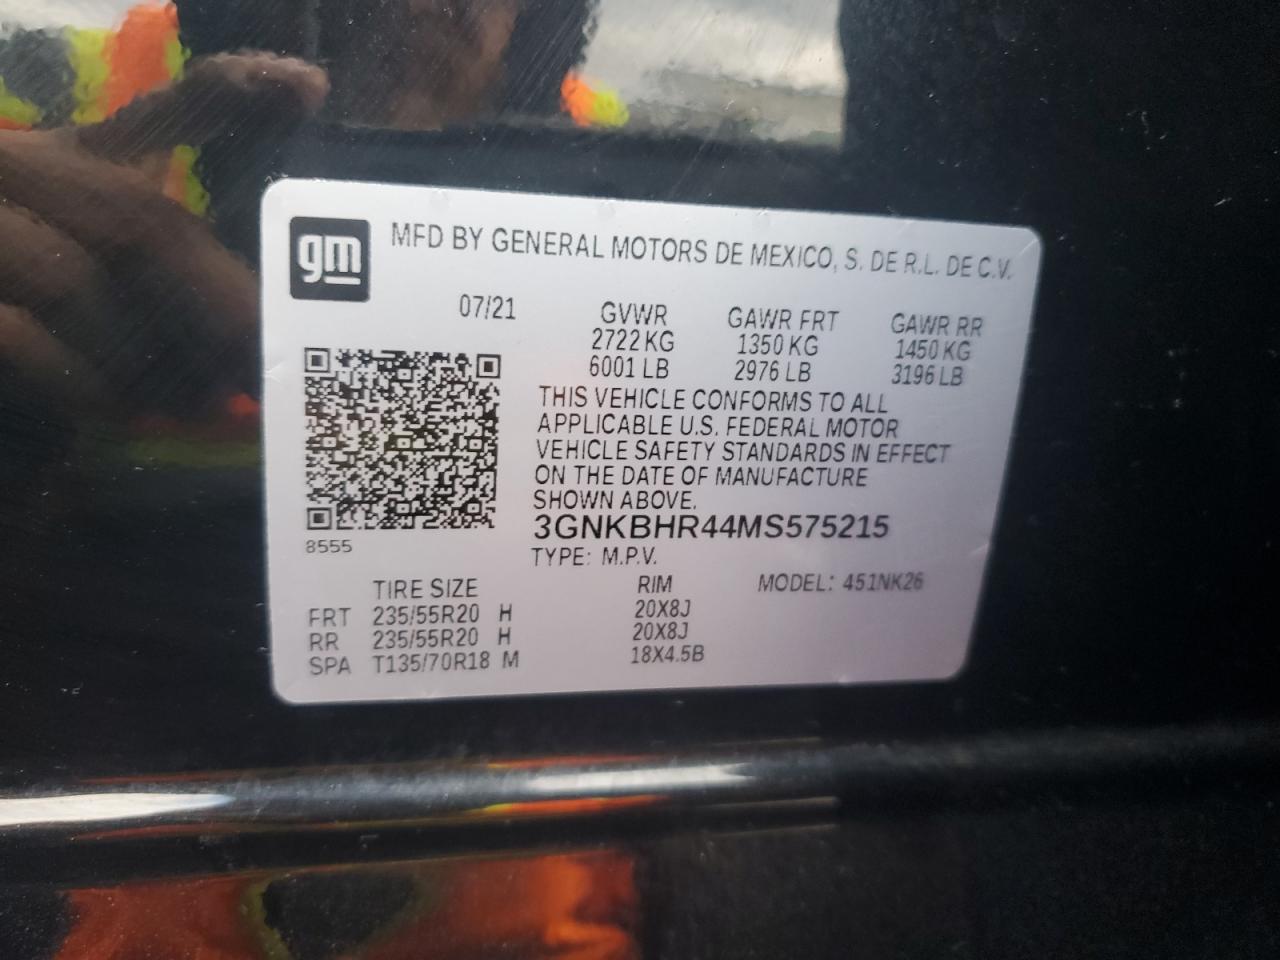 gm
MFD BY GENERAL MOTORS DE MEXICO, S. DE R.L. DE C.V.
07/21 GVWR GAWR FRT GAWR RR
2722 KG 1350 KG 1450 KG
6001 LB 2976 LB 3196 LB
THIS VEHICLE CONFORMS TO ALL
APPLICABLE U.S. FEDERAL MOTOR
VEHICLE SAFETY STANDARDS IN EFFECT
ON THE DATE OF MANUFACTURE
SHOWN ABOVE.
3GNKBHR44MS575215
8555
TYPE: M.P.V.
TIRE SIZE RIM MODEL: 451NK26
FRT 235/55R20 H 20X8J
RR 235/55R20 H 20X8J
SPA T135/70R18 M 18X4.5B